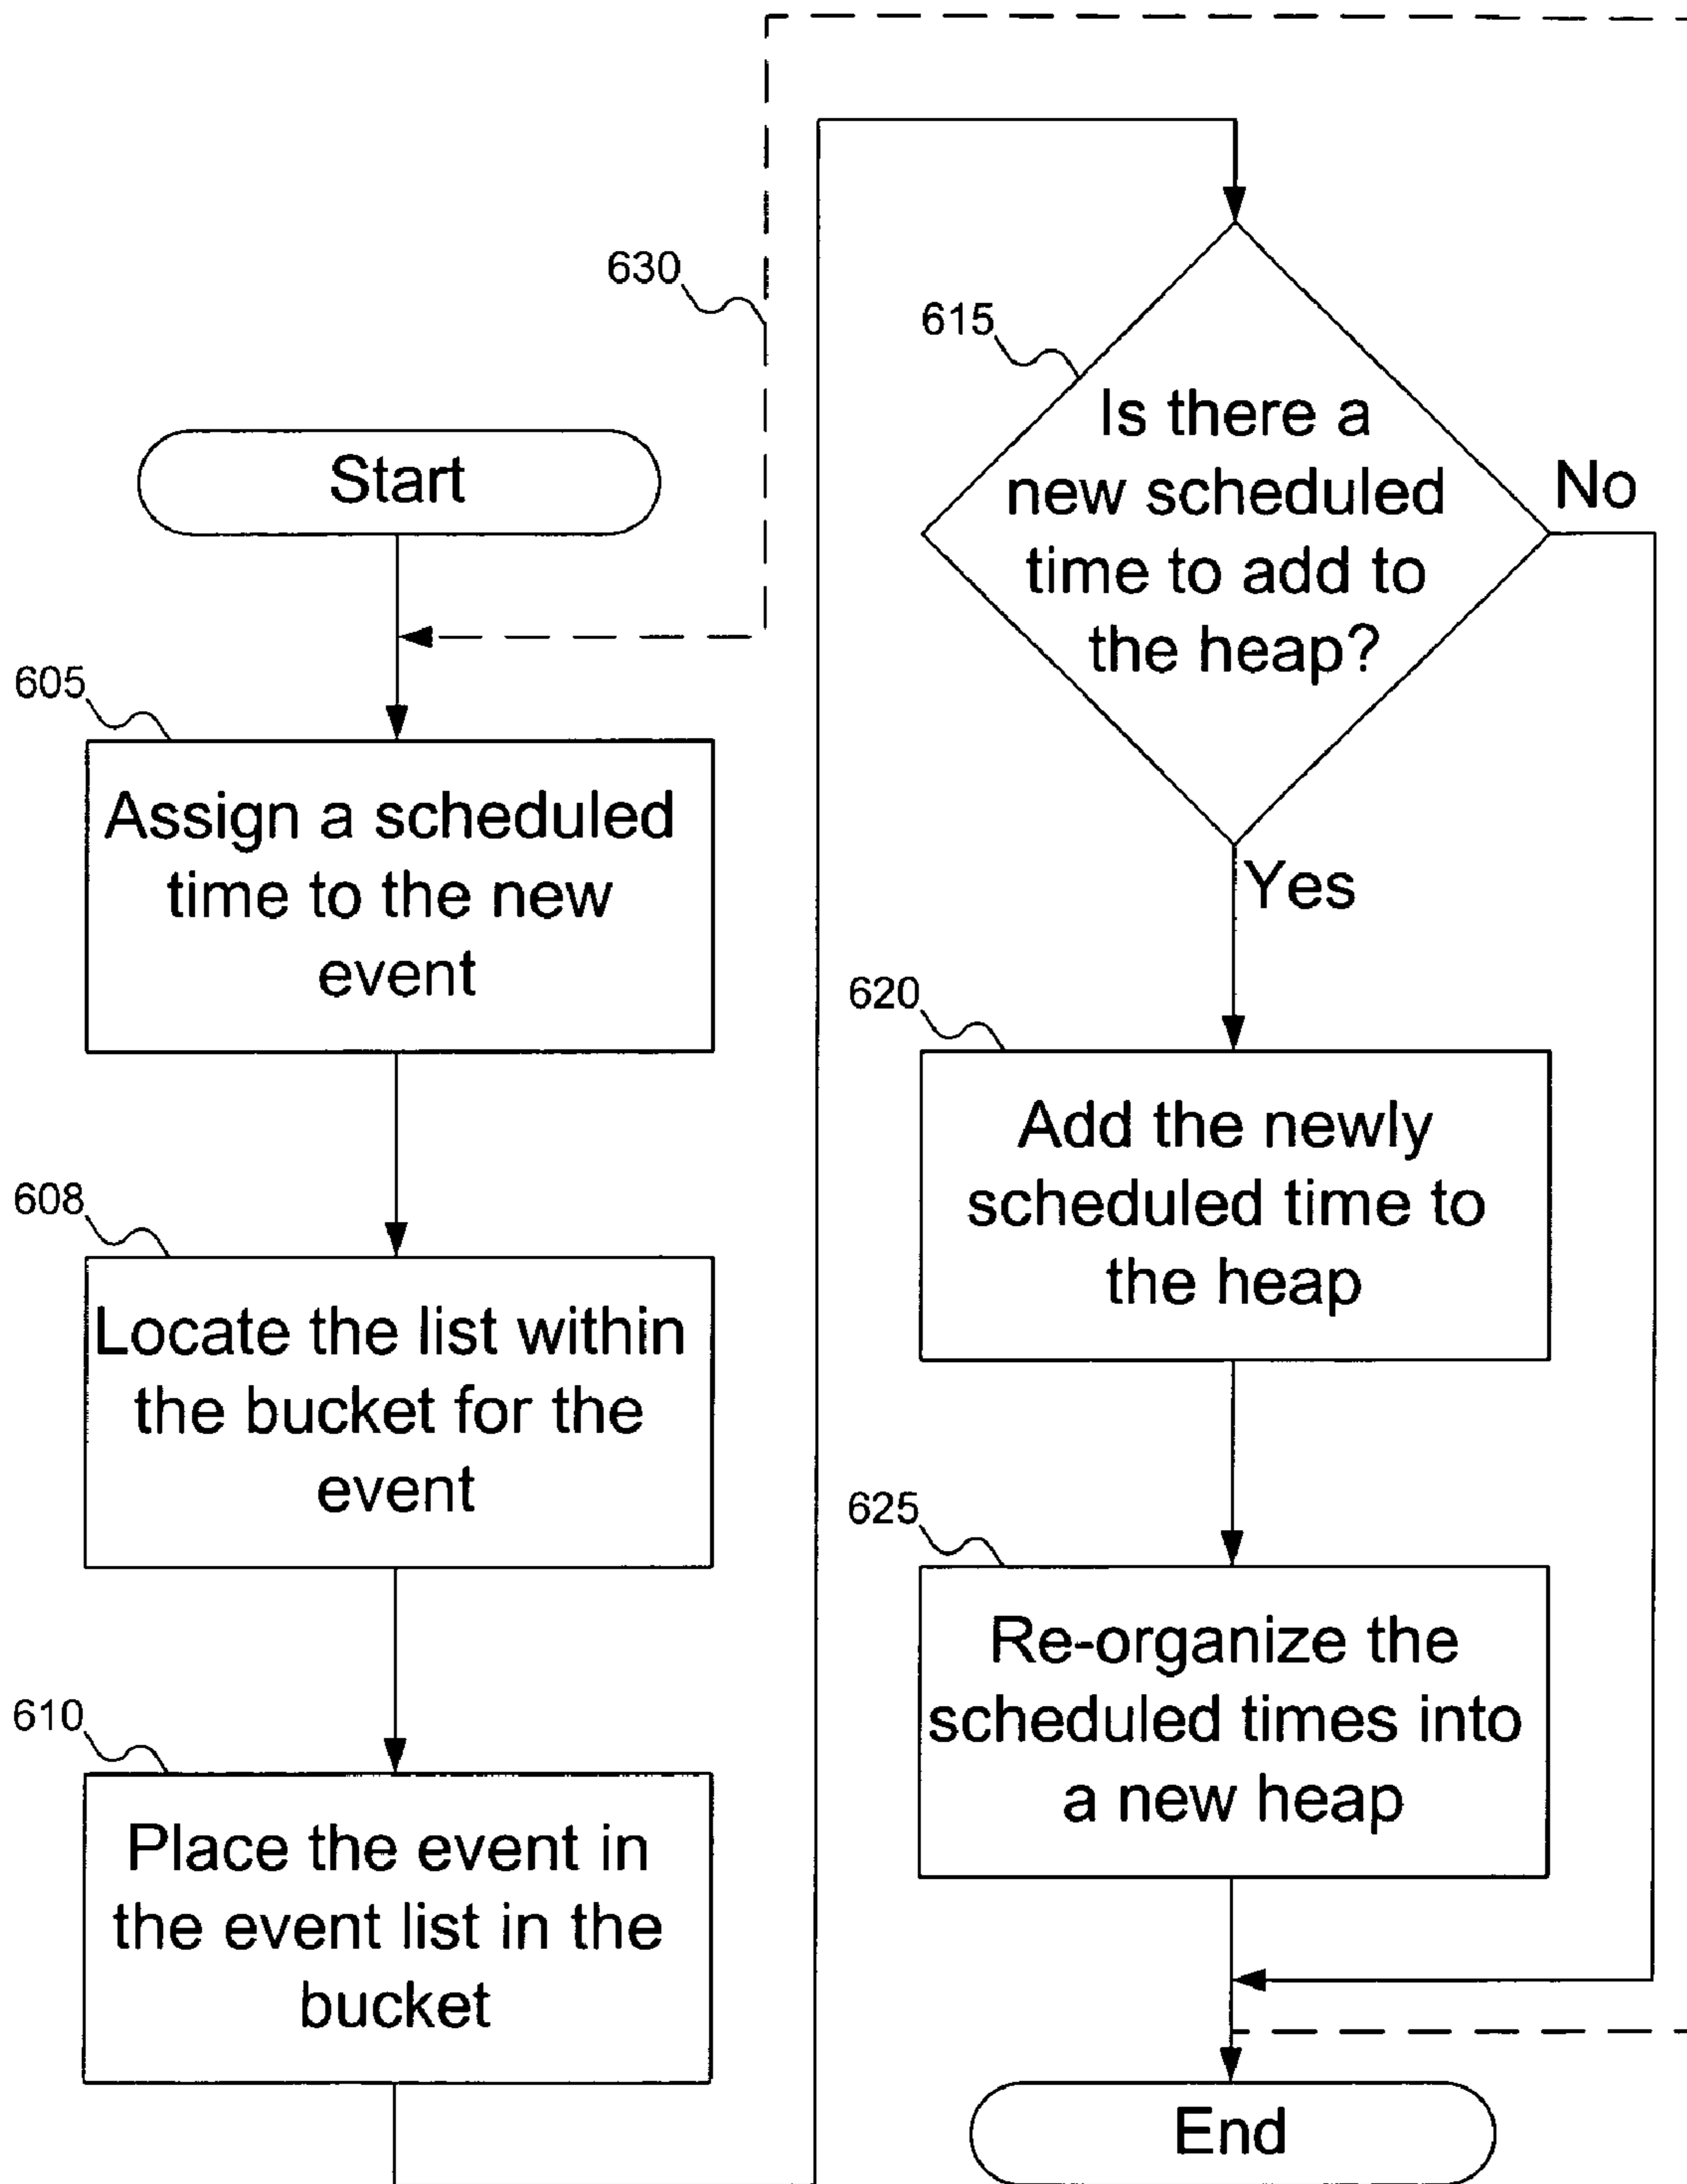 Start
605
Assign a scheduled
time to the new
event
608
Locate the list within
the bucket for the
event
610
Place the event in
the event list in the
bucket
630
615
Is there a
new scheduled
time to add to
the heap?
No
Yes
620
Add the newly
scheduled time to
the heap
625
Re-organize the
scheduled times into
a new heap
End